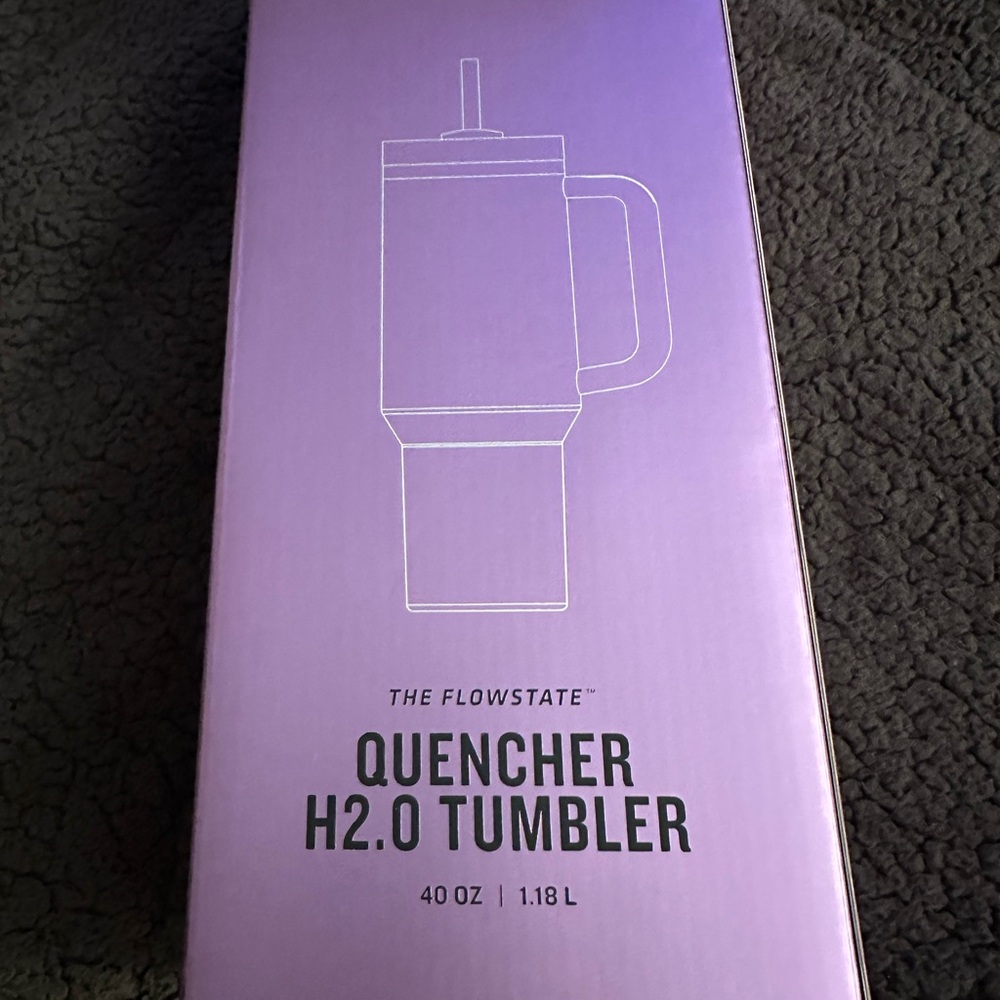 THE FLOWSTATE™
QUENCHER
H2.0 TUMBLER
40 OZ | 1.18 L